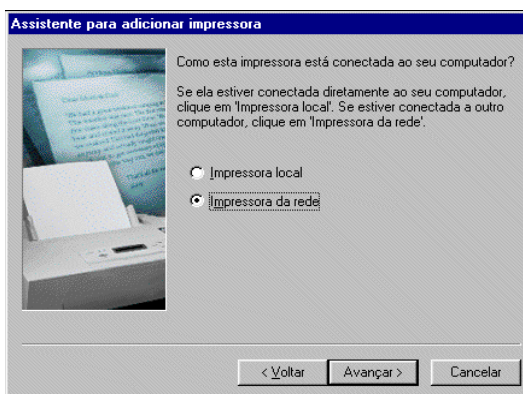 Assistente para adicionar impressora
Como esta impressora está conectada ao seu computador?
Se ela estiver conectada diretamente ao seu computador,
clique em 'Impressora local'. Se estiver conectada a outro
computador, clique em 'Impressora da rede'.
Impressora local
Impressora da rede
< Voltar
Avançar >
Cancelar